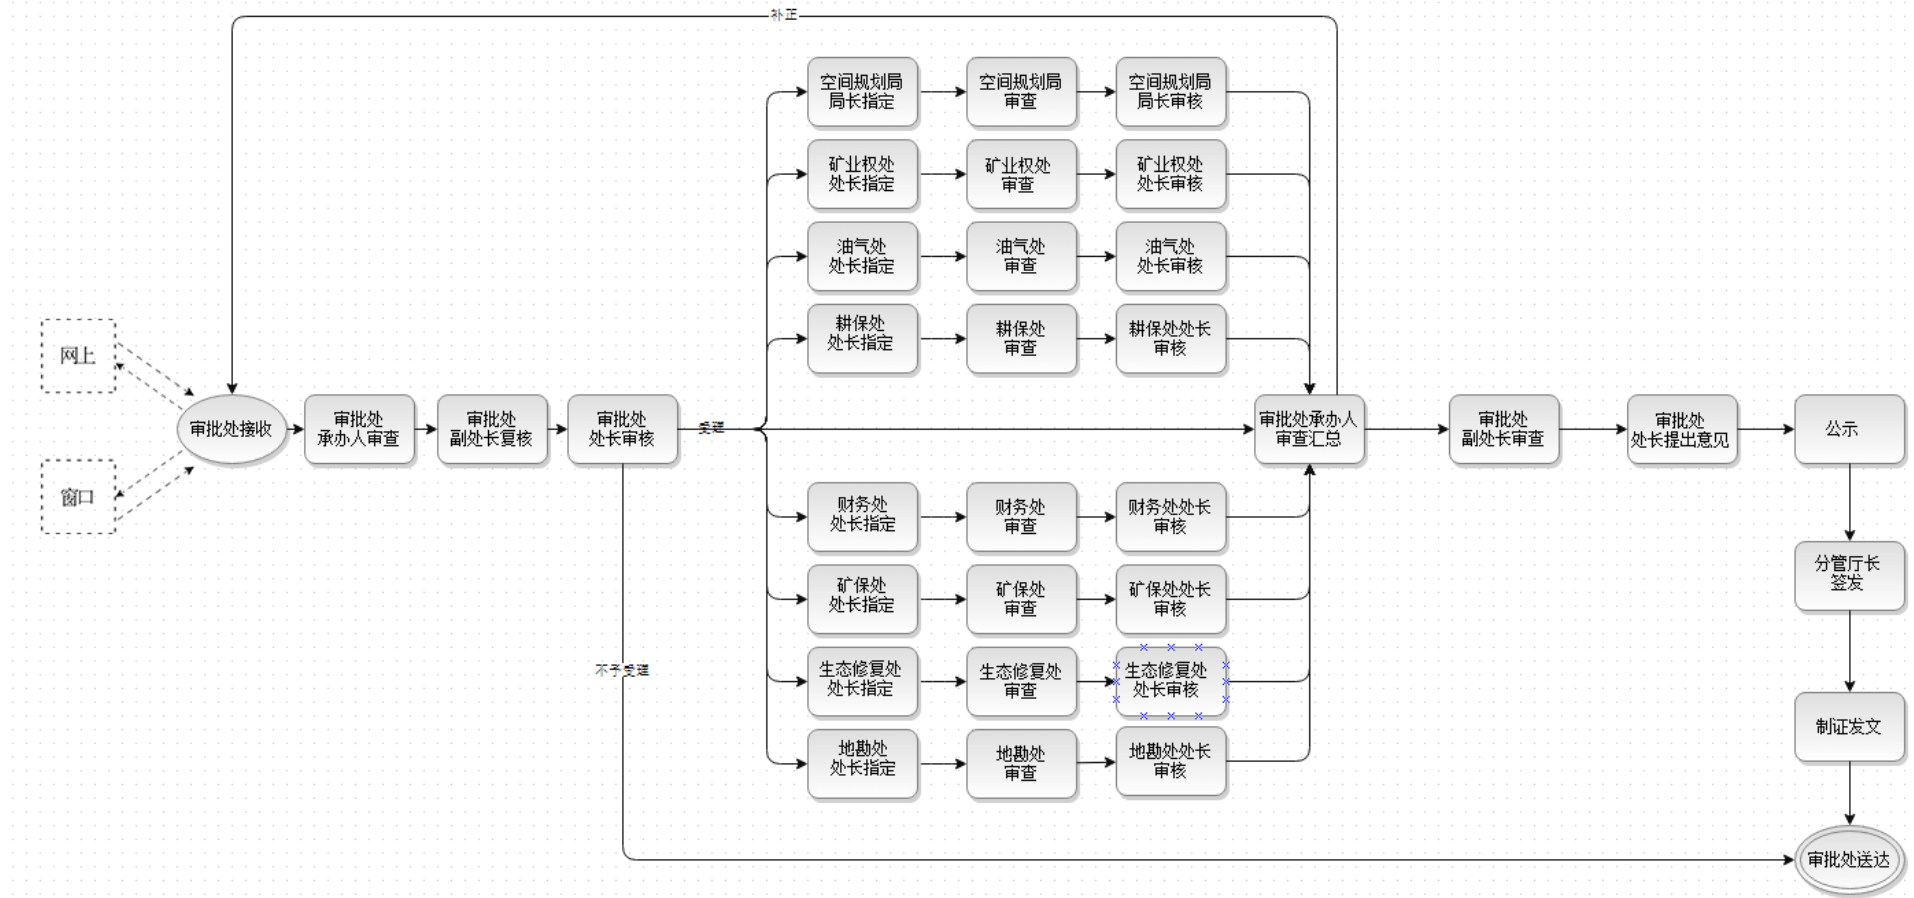 补正
空间规划局
局长指定
空间规划局
审查
空间规划局
局长审核
矿业权处
处长指定
矿业权处
审查
矿业权处
处长审核
油气处
处长指定
油气处
审查
油气处
处长审核
耕保处
处长指定
耕保处
审查
耕保处处长
审核
网上
窗口
审批处接收
审批处
承办人审查
审批处
副处长复核
审批处
处长审核
受理
审批处承办人
审查汇总
审批处
副处长审查
审批处
处长提出意见
公示
财务处
处长指定
财务处
审查
财务处处长
审核
矿保处
处长指定
矿保处
审查
矿保处处长
审核
生态修复处
处长指定
生态修复处
审查
生态修复处
处长审核
地勘处
处长指定
地勘处
审查
地勘处处长
审核
不予受理
分管厅长
签发
制证发文
审批处送达